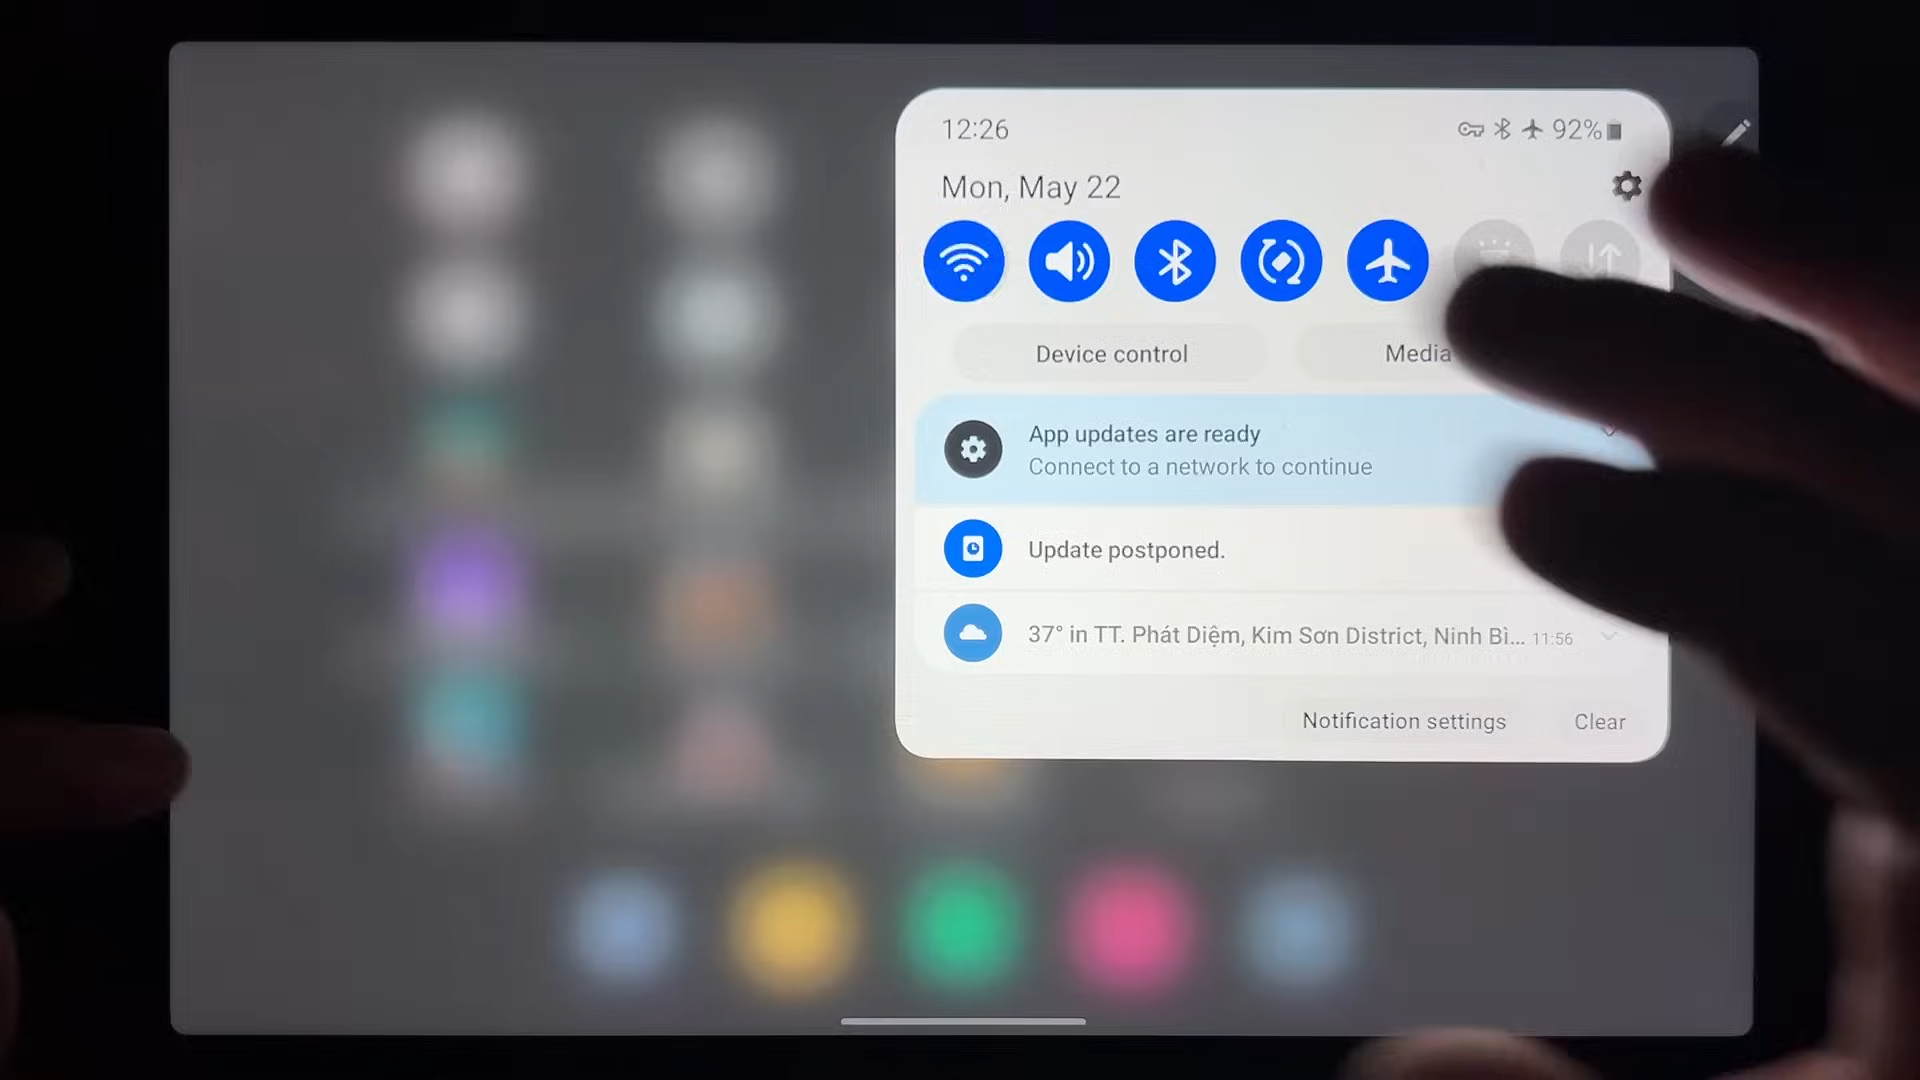 12:26
92%
Mon, May 22
Device control
Media
App updates are ready
Connect to a network to continue
Update postponed.
37° in TT. Phát Diệm, Kim Sơn District, Ninh Bì... 11:56
Notification settings
Clear